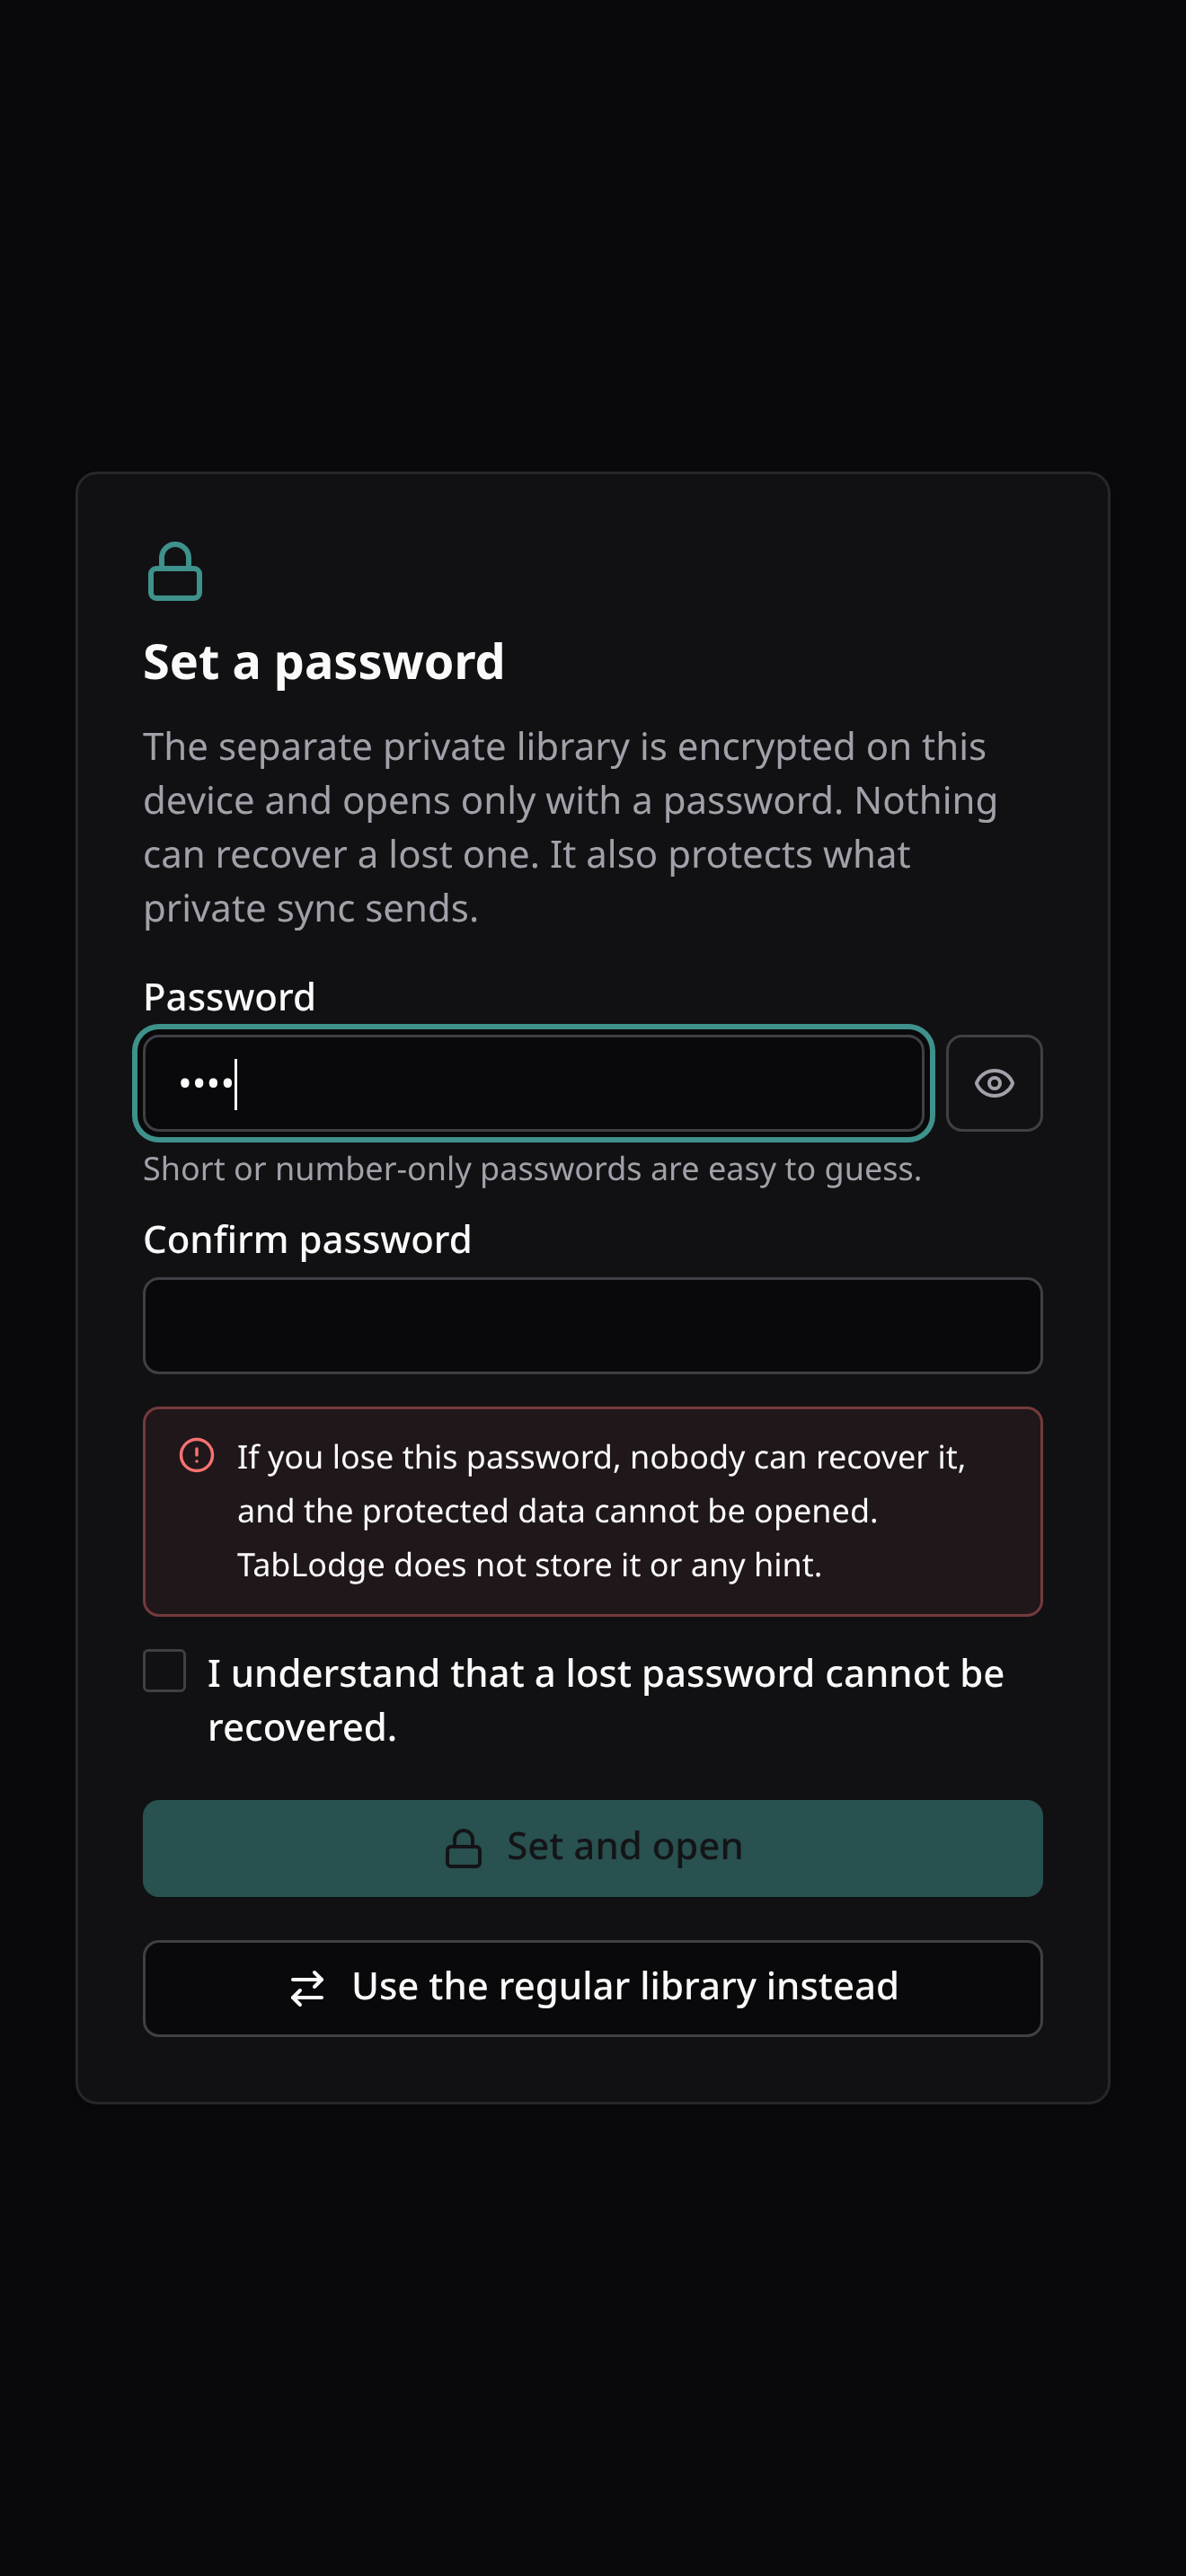 Set a password
The separate private library is encrypted on this
device and opens only with a password. Nothing
can recover a lost one. It also protects what
private sync sends.
Password
••••
Short or number-only passwords are easy to guess.
Confirm password
If you lose this password, nobody can recover it,
and the protected data cannot be opened.
TabLodge does not store it or any hint.
I understand that a lost password cannot be
recovered.
Set and open
Use the regular library instead